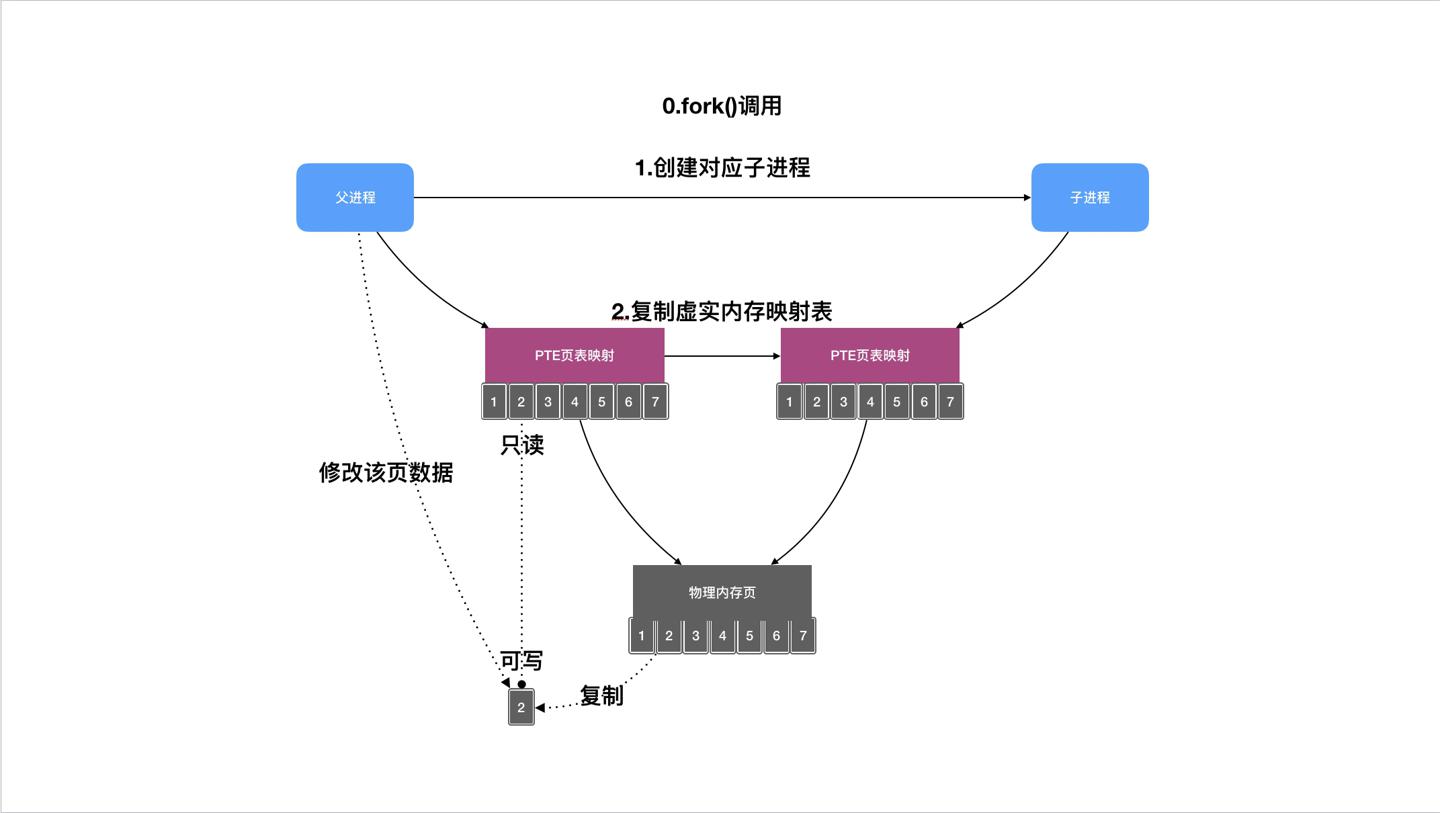 0.fork()调用
1.创建对应子进程
父进程
子进程
2.复制虚实内存映射表
PTE页表映射
PTE页表映射
1 2 3 4 5 6 7
1 2 3 4 5 6 7
只读
修改该页数据
物理内存页
1 2 3 4 5 6 7
可写
复制
2